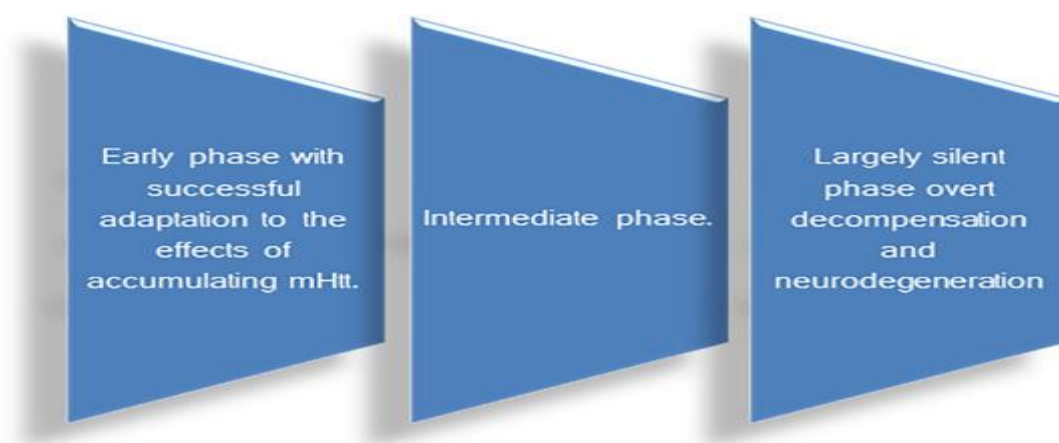 Early phase with
successful
adaptation to the
effects of
accumulating mHtt.
Intermediate phase.
Largely silent
phase overt
decompensation
and
neurodegeneration